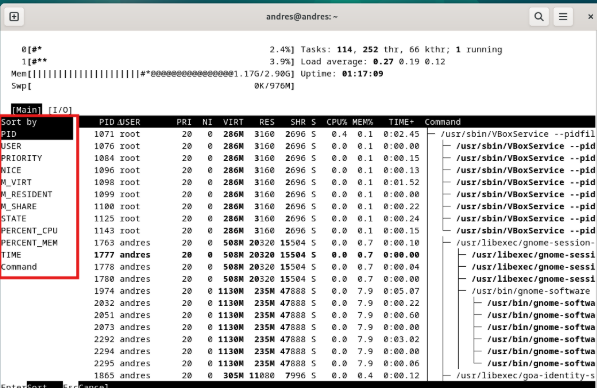 andres@andres: ~
0[#* 2.4%] Tasks: 114, 252 thr, 66 kthr; 1 running
1[#** 3.9%] Load average: 0.27 0.19 0.12
Mem[|||||||||||||||||||||#*@@@@@@@@@@@@@@@@1.17G/2.90G] Uptime: 01:17:09
Swp[ 0K/976M]
[Main] [I/O]
Sort by PID△USER PRI NI VIRT RES SHR S CPU% MEM% TIME+ Command
PID 1071 root 20 0 286M 3160 2696 S 0.4 0.1 0:02.45 ─ /usr/sbin/VBoxService --pidfil
USER 1076 root 20 0 286M 3160 2696 S 0.0 0.1 0:00.00 ─ /usr/sbin/VBoxService --pid
PRIORITY 1084 root 20 0 286M 3160 2696 S 0.0 0.1 0:00.15 ─ /usr/sbin/VBoxService --pid
NICE 1096 root 20 0 286M 3160 2696 S 0.0 0.1 0:00.13 ─ /usr/sbin/VBoxService --pid
M_VIRT 1098 root 20 0 286M 3160 2696 S 0.0 0.1 0:01.52 ─ /usr/sbin/VBoxService --pid
M_RESIDENT 1099 root 20 0 286M 3160 2696 S 0.0 0.1 0:00.00 ─ /usr/sbin/VBoxService --pid
M_SHARE 1100 root 20 0 286M 3160 2696 S 0.0 0.1 0:00.22 ─ /usr/sbin/VBoxService --pid
STATE 1125 root 20 0 286M 3160 2696 S 0.0 0.1 0:00.24 ─ /usr/sbin/VBoxService --pid
PERCENT_CPU 1143 root 20 0 286M 3160 2696 S 0.0 0.1 0:00.15 ─ /usr/sbin/VBoxService --pid
PERCENT_MEM 1763 andres 20 0 508M 20320 15504 S 0.0 0.7 0:00.10 ─ /usr/libexec/gnome-session-
TIME 1777 andres 20 0 508M 20320 15504 S 0.0 0.7 0:00.00 ─ /usr/libexec/gnome-sessi
Command 1778 andres 20 0 508M 20320 15504 S 0.0 0.7 0:00.04 ─ /usr/libexec/gnome-sessi
1780 andres 20 0 508M 20320 15504 S 0.0 0.7 0:00.00 ─ /usr/libexec/gnome-sessi
1974 andres 20 0 1130M 235M 47888 S 0.0 7.9 0:05.07 ─ /usr/bin/gnome-software
2032 andres 20 0 1130M 235M 47888 S 0.0 7.9 0:00.22 ─ /usr/bin/gnome-softwa
2051 andres 20 0 1130M 235M 47888 S 0.0 7.9 0:00.60 ─ /usr/bin/gnome-softwa
2073 andres 20 0 1130M 235M 47888 S 0.0 7.9 0:00.00 ─ /usr/bin/gnome-softwa
2292 andres 20 0 1130M 235M 47888 S 0.0 7.9 0:03.02 ─ /usr/bin/gnome-softwa
2294 andres 20 0 1130M 235M 47888 S 0.0 7.9 0:00.00 ─ /usr/bin/gnome-softwa
2295 andres 20 0 1130M 235M 47888 S 0.0 7.9 0:00.06 ─ /usr/bin/gnome-softwa
1865 andres 20 0 305M 11080 7996 S 0.0 0.4 0:00.12 ─ /usr/libexec/goa-identity-s
EnterSort EscCancel